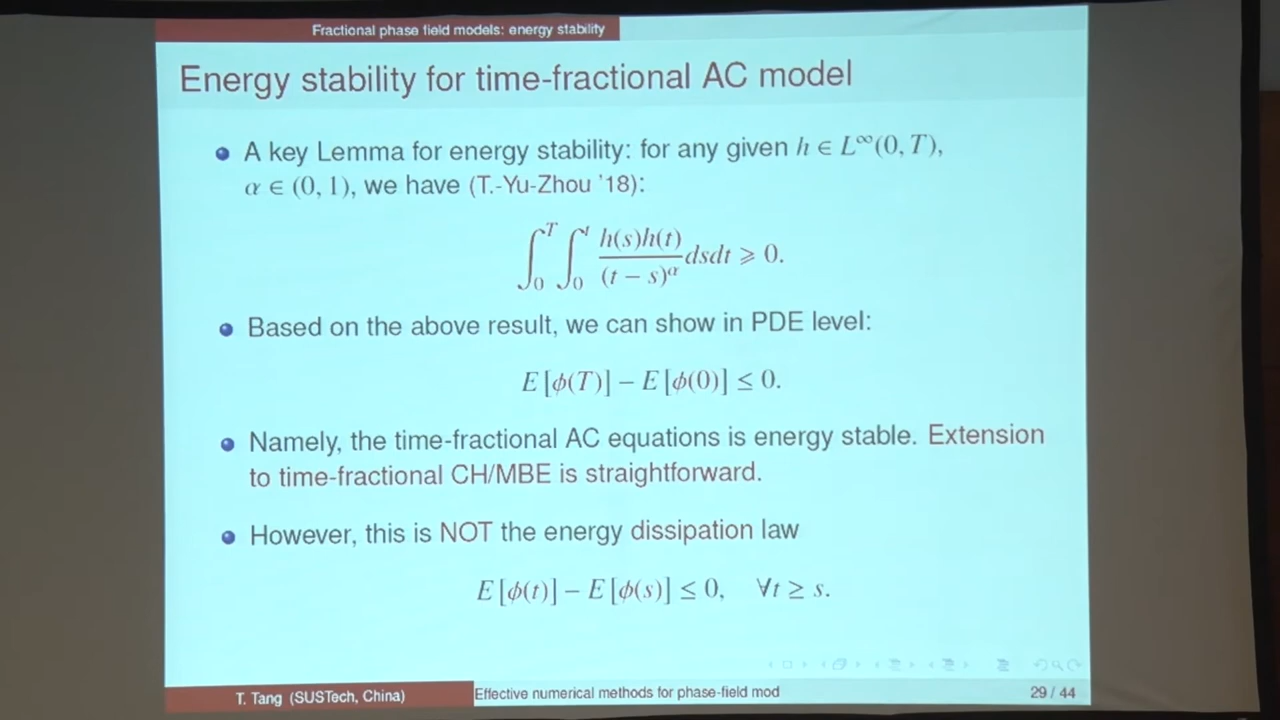 Fractional phase field models: energy stability
Energy stability for time-fractional AC model
A key Lemma for energy stability: for any given h ∈ L^∞(0, T),
α ∈ (0, 1), we have (T.-Yu-Zhou '18):
∫_0^T ∫_0^t h(s)h(t)/(t − s)^α dsdt ⩾ 0.
Based on the above result, we can show in PDE level:
E[ϕ(T)] − E[ϕ(0)] ≤ 0.
Namely, the time-fractional AC equations is energy stable. Extension
to time-fractional CH/MBE is straightforward.
However, this is NOT the energy dissipation law
E[ϕ(t)] − E[ϕ(s)] ≤ 0, ∀t ≥ s.
T. Tang (SUSTech, China)
Effective numerical methods for phase-field mod
29 / 44